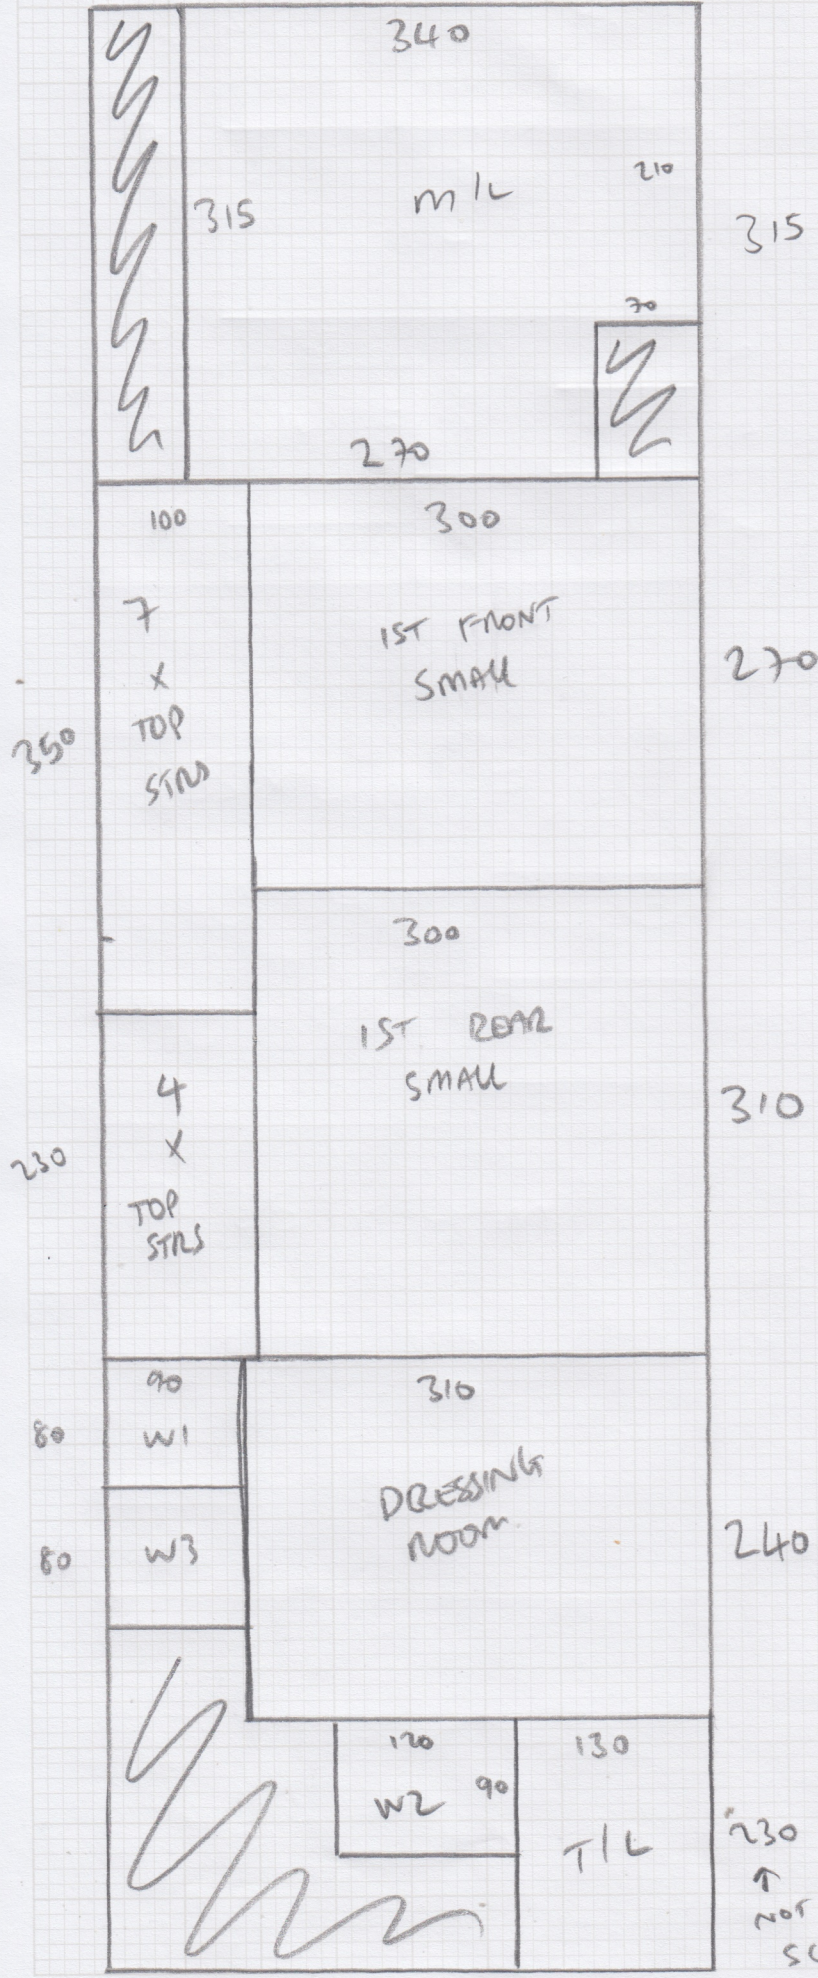 340
210
m/L
315
315
70
270
100
300
7
x
TOP
STRS
1ST FRONT
SMALL
270
350
300
1ST REAR
SMALL
4
x
TOP
STRS
310
230
90
310
80
W1
DRESSING
ROOM
80
W3
240
120
130
W2
90
T/L
230
NOT